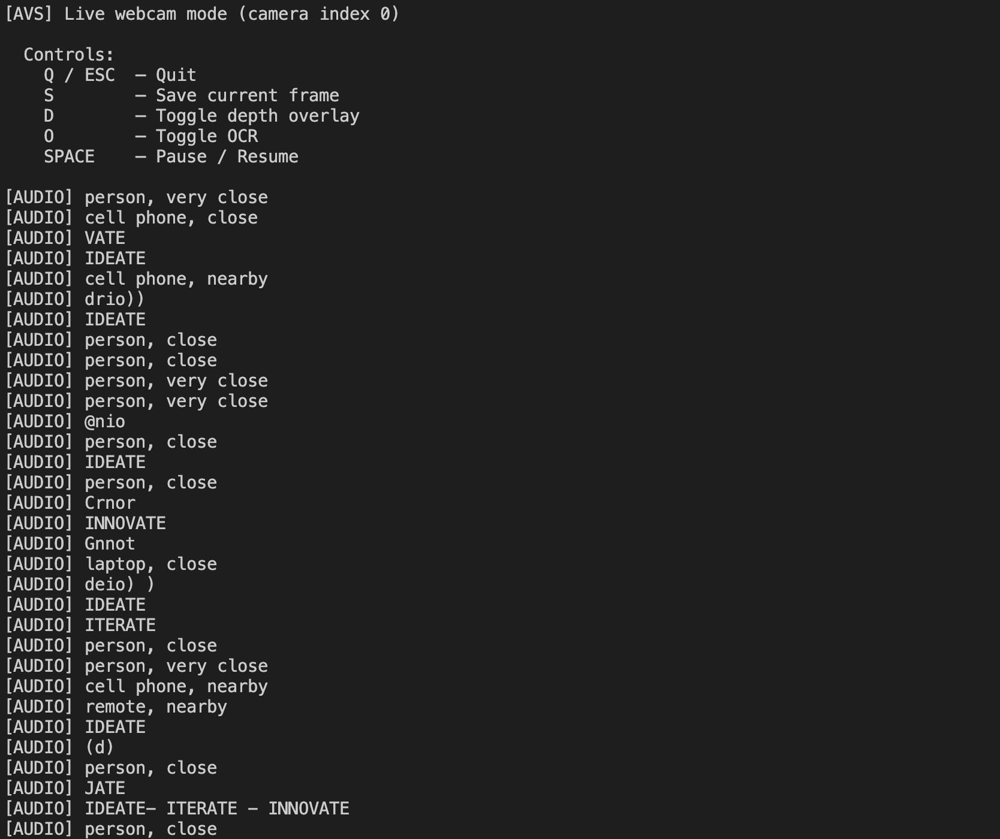 [AVS] Live webcam mode (camera index 0)
Controls:
Q / ESC  — Quit
S        — Save current frame
D        — Toggle depth overlay
O        — Toggle OCR
SPACE    — Pause / Resume
[AUDIO] person, very close
[AUDIO] cell phone, close
[AUDIO] VATE
[AUDIO] IDEATE
[AUDIO] cell phone, nearby
[AUDIO] drio))
[AUDIO] IDEATE
[AUDIO] person, close
[AUDIO] person, close
[AUDIO] person, very close
[AUDIO] person, very close
[AUDIO] @nio
[AUDIO] person, close
[AUDIO] IDEATE
[AUDIO] person, close
[AUDIO] Crnor
[AUDIO] INNOVATE
[AUDIO] Gnnot
[AUDIO] laptop, close
[AUDIO] deio) )
[AUDIO] IDEATE
[AUDIO] ITERATE
[AUDIO] person, close
[AUDIO] person, very close
[AUDIO] cell phone, nearby
[AUDIO] remote, nearby
[AUDIO] IDEATE
[AUDIO] (d)
[AUDIO] person, close
[AUDIO] JATE
[AUDIO] IDEATE— ITERATE — INNOVATE
[AUDIO] person, close